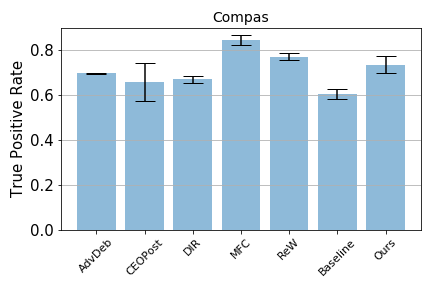 Compas
True Positive Rate
0.8
0.6
0.4
0.2
0.0
AdvDeb
CEOPost
DIR
MFC
ReW
Baseline
Ours